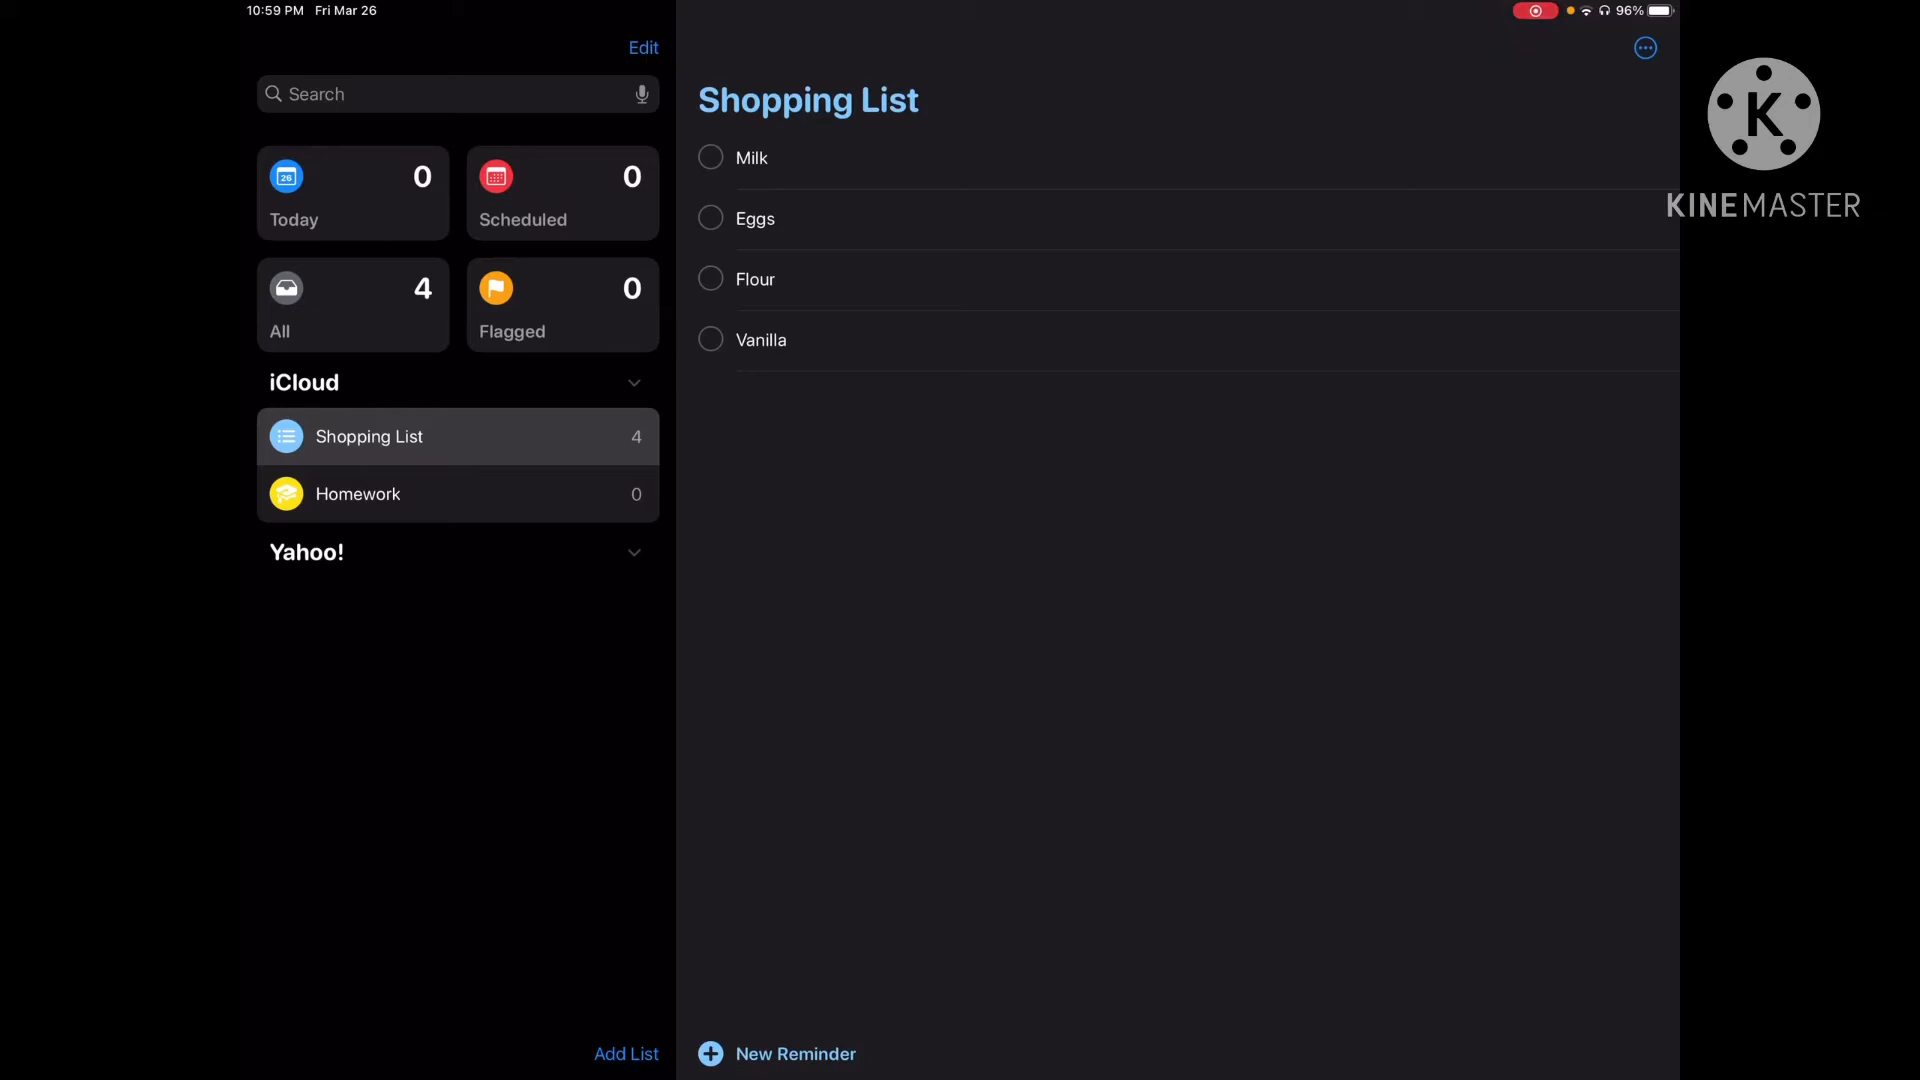 10:59 PM Fri Mar 26
96%
Edit
Search
26
0
Today
0
Scheduled
4
All
0
Flagged
iCloud
Shopping List 4
Homework 0
Yahoo!
Add List
Shopping List
Milk
Eggs
Flour
Vanilla
New Reminder
K
KINEMASTER